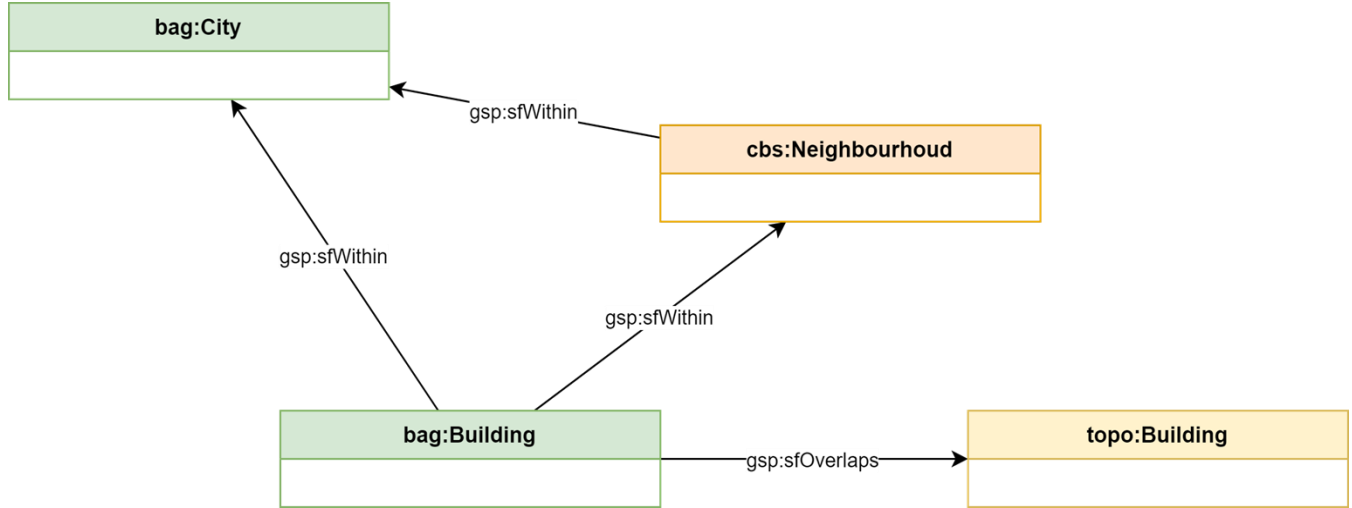 bag:City
gsp:sfWithin
cbs:Neighbourhoud
gsp:sfWithin
gsp:sfWithin
bag:Building
topo:Building
gsp:sfOverlaps